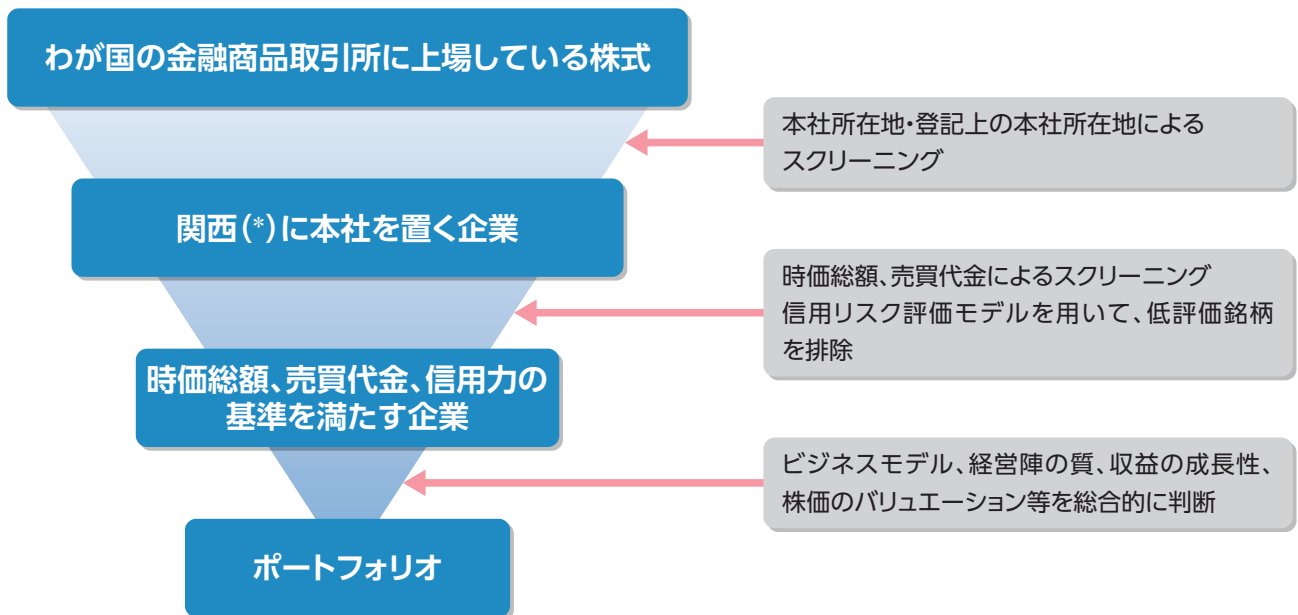 わが国の金融商品取引所に上場している株式
本社所在地・登記上の本社所在地による
スクリーニング
関西(*)に本社を置く企業
時価総額、売買代金によるスクリーニング
信用リスク評価モデルを用いて、低評価銘柄
を排除
時価総額、売買代金、信用力の
基準を満たす企業
ビジネスモデル、経営陣の質、収益の成長性、
株価のバリュエーション等を総合的に判断
ポートフォリオ